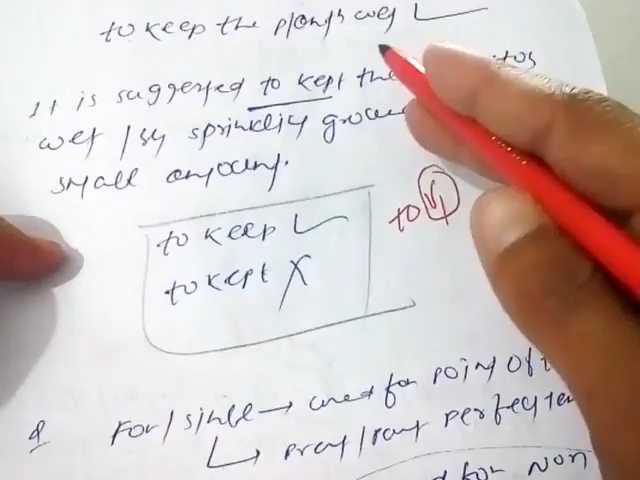 to keep the plants wet
It is suggested to kept the
wet / by sprinkling
small amount.
to keep
to kept X
to V1
Q For / since → used for point of
→ past perfect
for Non